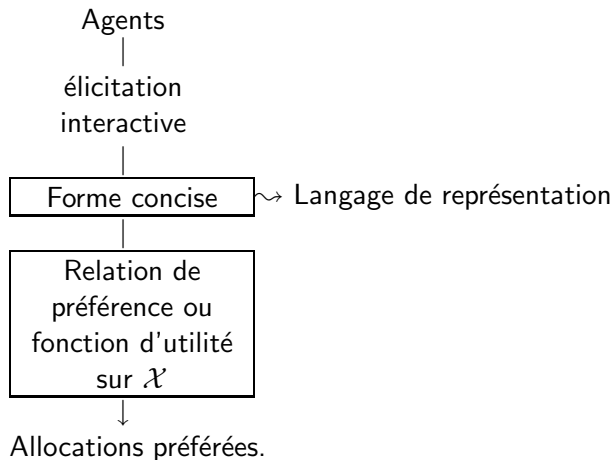 Agents
élicitation
interactive
Forme concise
Langage de représentation
Relation de
préférence ou
fonction d'utilité
sur 𝒳
Allocations préférées.